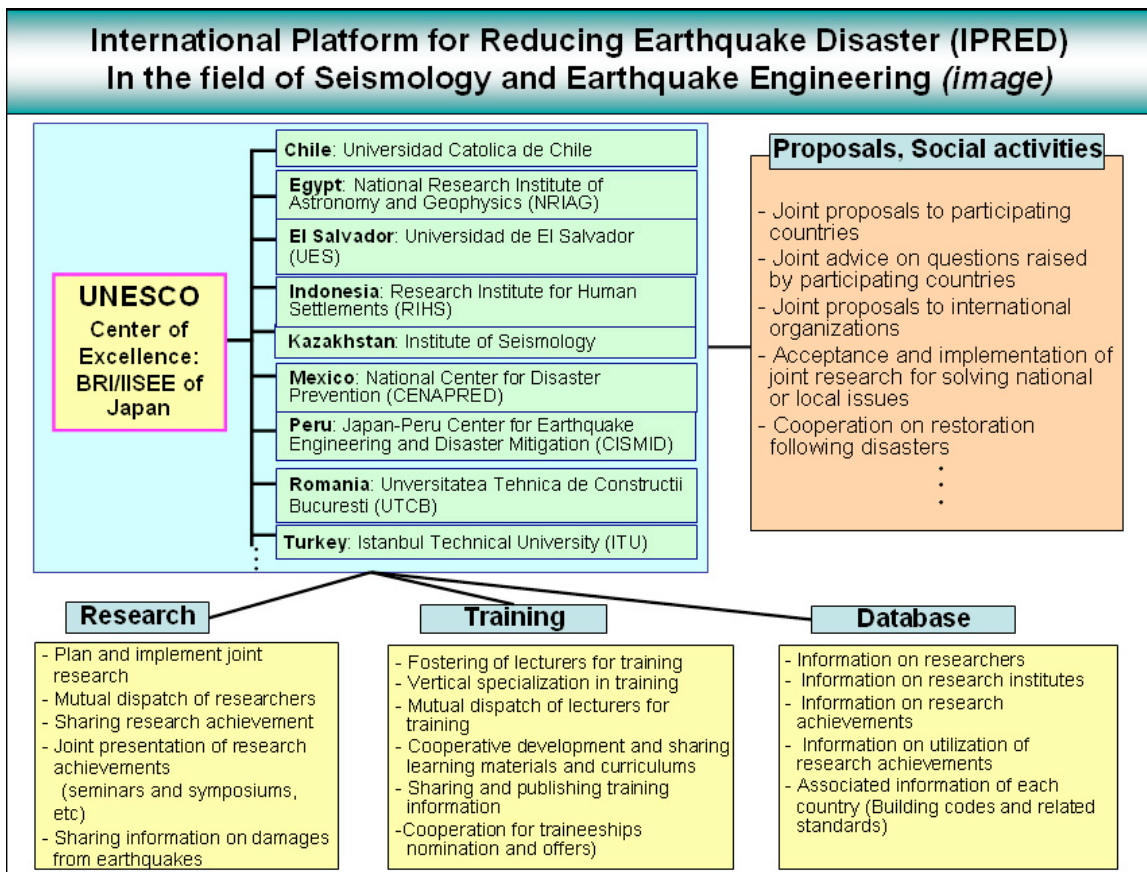 International Platform for Reducing Earthquake Disaster (IPRED)
In the field of Seismology and Earthquake Engineering (image)
UNESCO
Center of
Excellence:
BRI/IISEE of
Japan
Chile: Universidad Catolica de Chile
Egypt: National Research Institute of
Astronomy and Geophysics (NRIAG)
El Salvador: Universidad de El Salvador
(UES)
Indonesia: Research Institute for Human
Settlements (RIHS)
Kazakhstan: Institute of Seismology
Mexico: National Center for Disaster
Prevention (CENAPRED)
Peru: Japan-Peru Center for Earthquake
Engineering and Disaster Mitigation (CISMID)
Romania: Unversitatea Tehnica de Constructii
Bucuresti (UTCB)
Turkey: Istanbul Technical University (ITU)
Proposals, Social activities
- Joint proposals to participating
countries
- Joint advice on questions raised
by participating countries
- Joint proposals to international
organizations
- Acceptance and implementation of
joint research for solving national
or local issues
- Cooperation on restoration
following disasters
Research
- Plan and implement joint
research
- Mutual dispatch of researchers
- Sharing research achievement
- Joint presentation of research
achievements
(seminars and symposiums,
etc)
- Sharing information on damages
from earthquakes
Training
- Fostering of lecturers for training
- Vertical specialization in training
- Mutual dispatch of lecturers for
training
- Cooperative development and sharing
learning materials and curriculums
- Sharing and publishing training
information
-Cooperation for traineeships
nomination and offers)
Database
- Information on researchers
- Information on research institutes
- Information on research
achievements
- Information on utilization of
research achievements
- Associated information of each
country (Building codes and related
standards)